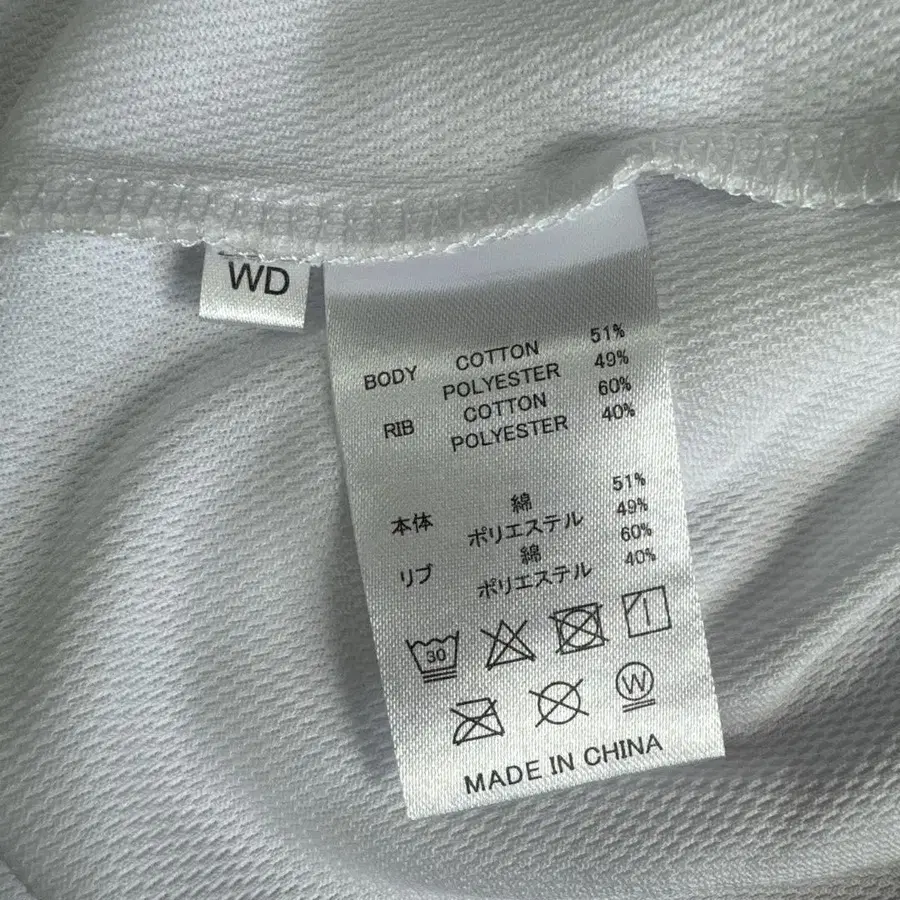 WD
BODY COTTON 51%
POLYESTER 49%
RIB COTTON 60%
POLYESTER 40%
本体 綿 51%
ポリエステル 49%
リブ 綿 60%
ポリエステル 40%
30
W
MADE IN CHINA